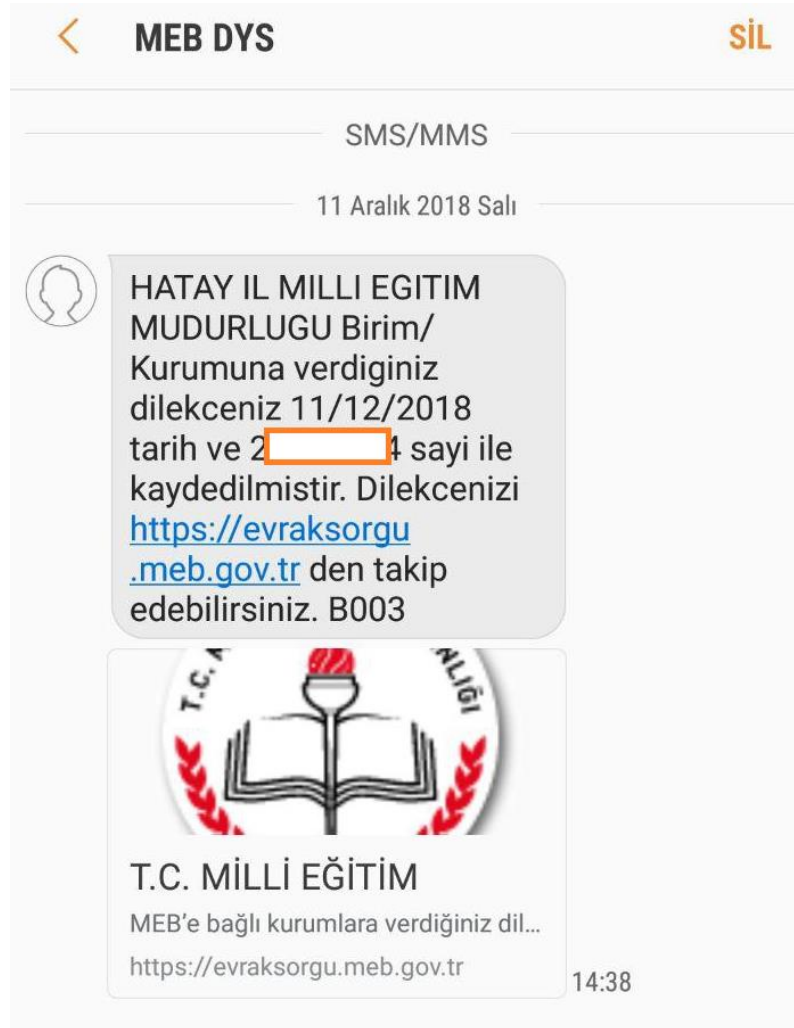 MEB DYS
SİL
SMS/MMS
11 Aralık 2018 Salı
HATAY IL MILLI EGITIM
MUDURLUGU Birim/
Kurumuna verdiginiz
dilekceniz 11/12/2018
tarih ve 2 4 sayi ile
kaydedilmistir. Dilekcenizi
https://evraksorgu
.meb.gov.tr den takip
edebilirsiniz. B003
T.C.
NLIĞI
T.C. MİLLİ EĞİTİM
MEB'e bağlı kurumlara verdiğiniz dil...
https://evraksorgu.meb.gov.tr
14:38